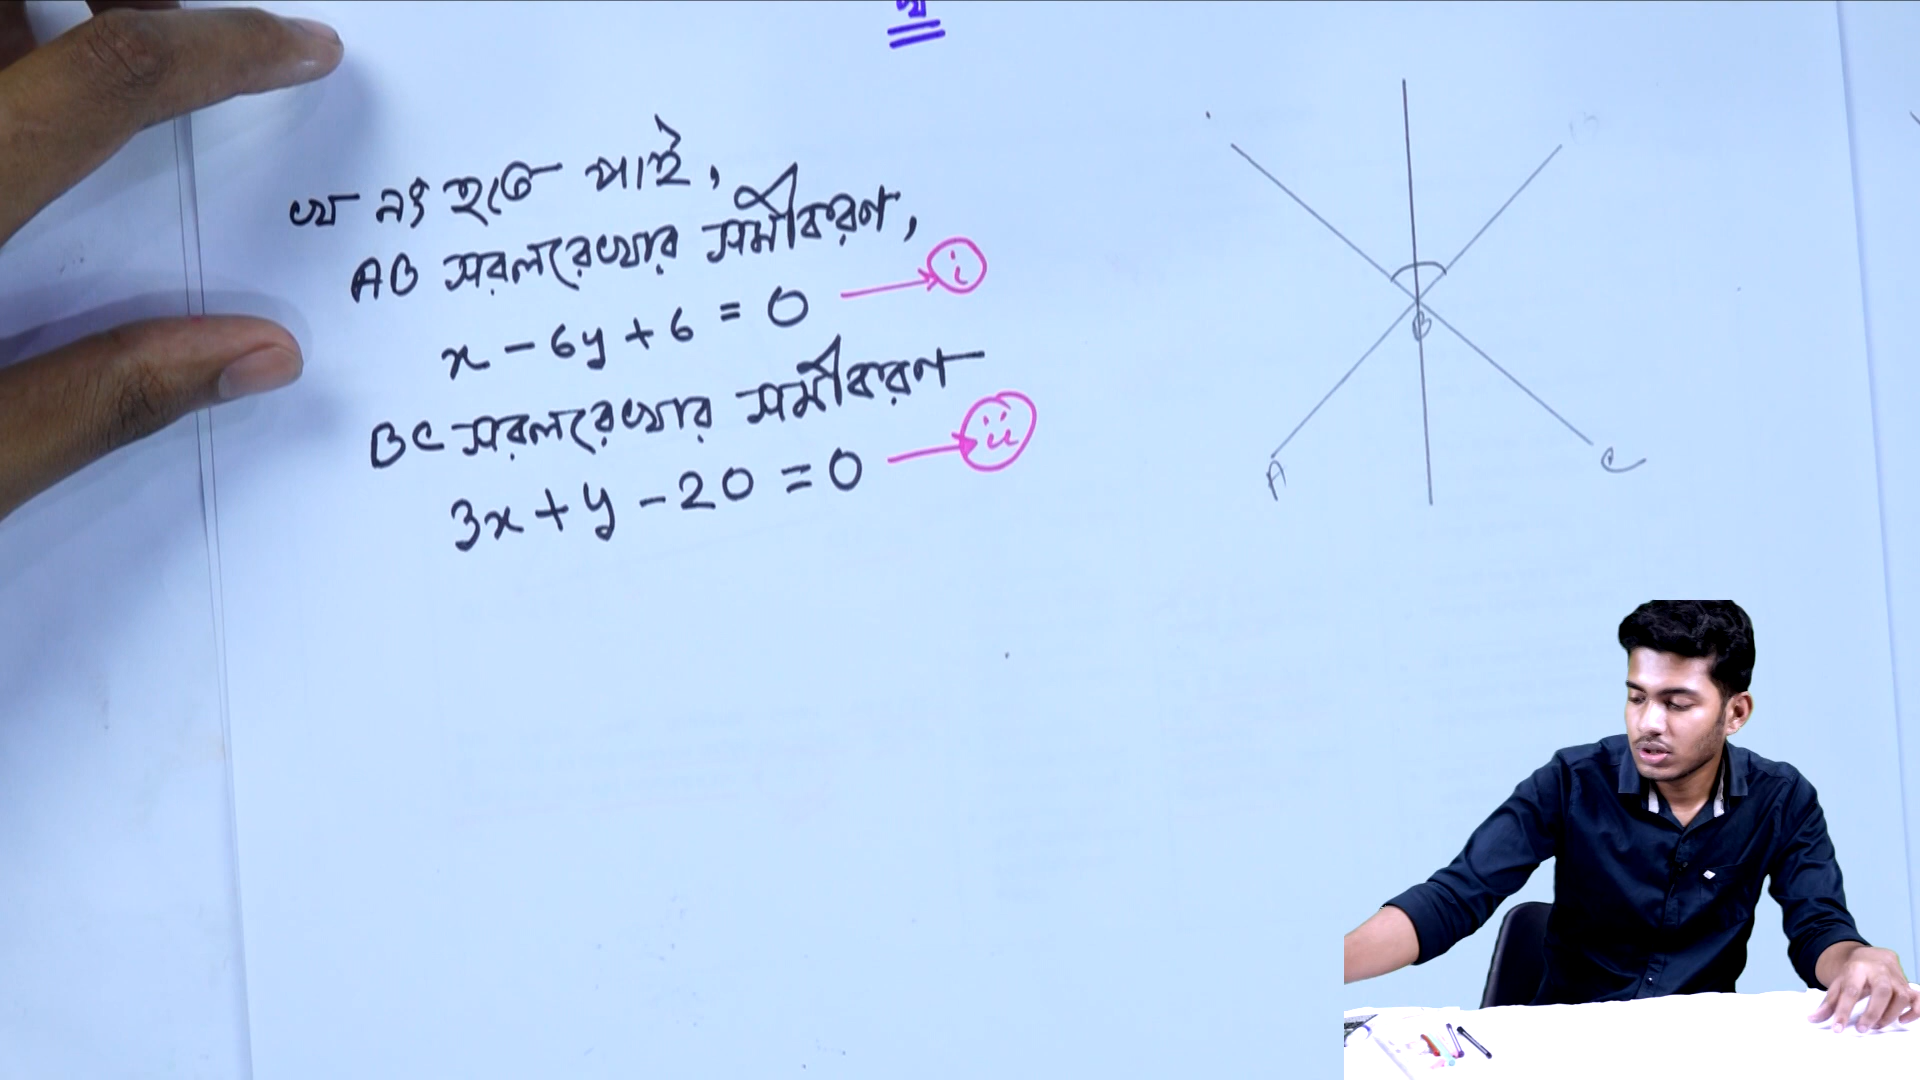 খ নং হতে পাই,
AB সরলরেখার সমীকরণ,
x - 6y + 6 = 0 → i
BC সরলরেখার সমীকরণ
3x + y - 20 = 0 → ii
B
A
C